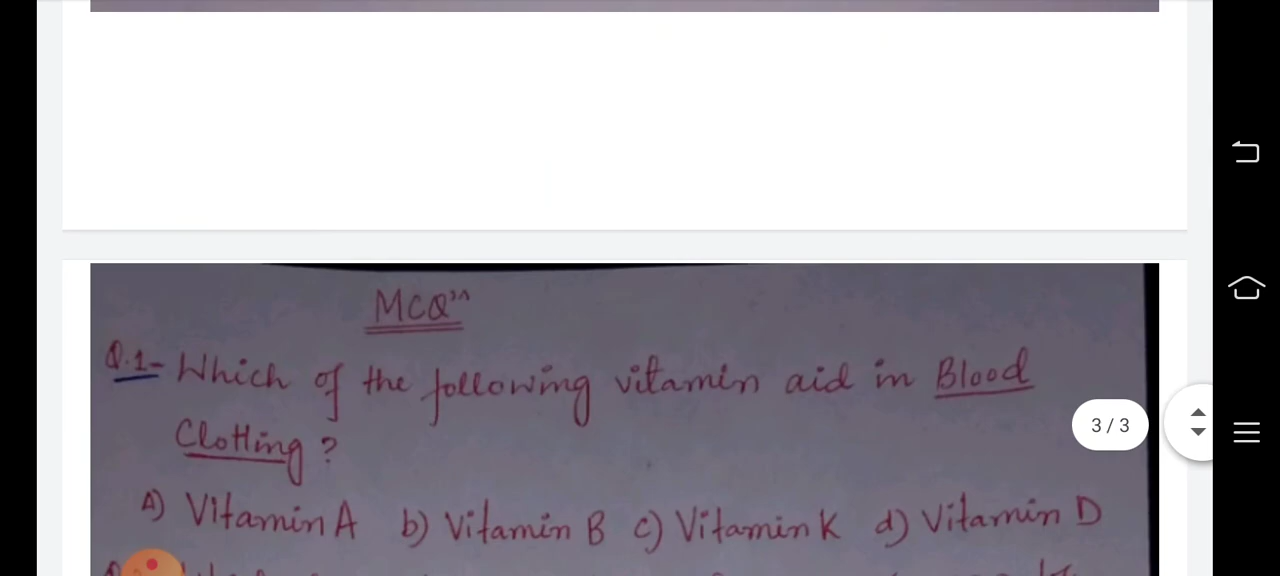 MCQ's
Q.1- Which of the following vitamin aid in Blood
Clotting ?
A) Vitamin A b) Vitamin B c) Vitamin K d) Vitamin D
3 / 3